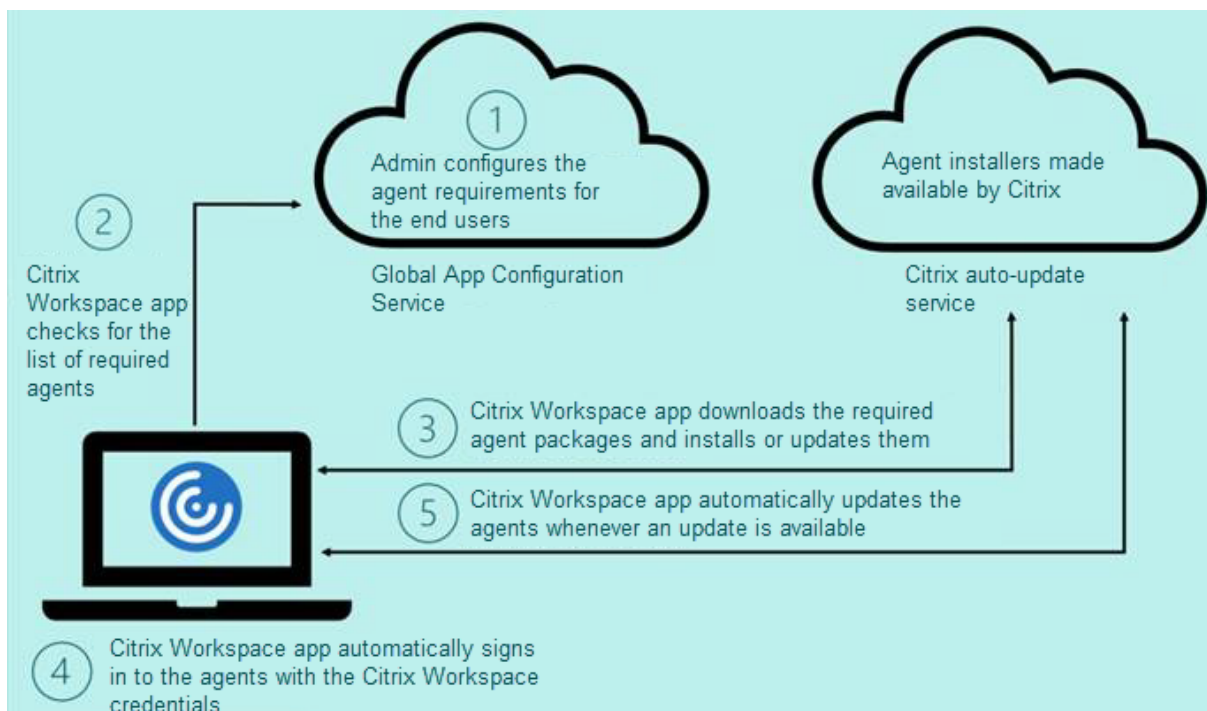 1
Admin configures the
agent requirements for
the end users
Global App Configuration
Service
Agent installers made
available by Citrix
Citrix auto-update
service
2
Citrix
Workspace app
checks for the
list of required
agents
3
Citrix Workspace app downloads the required
agent packages and installs or updates them
5
Citrix Workspace app automatically updates the
agents whenever an update is available
4
Citrix Workspace app automatically signs
in to the agents with the Citrix Workspace
credentials